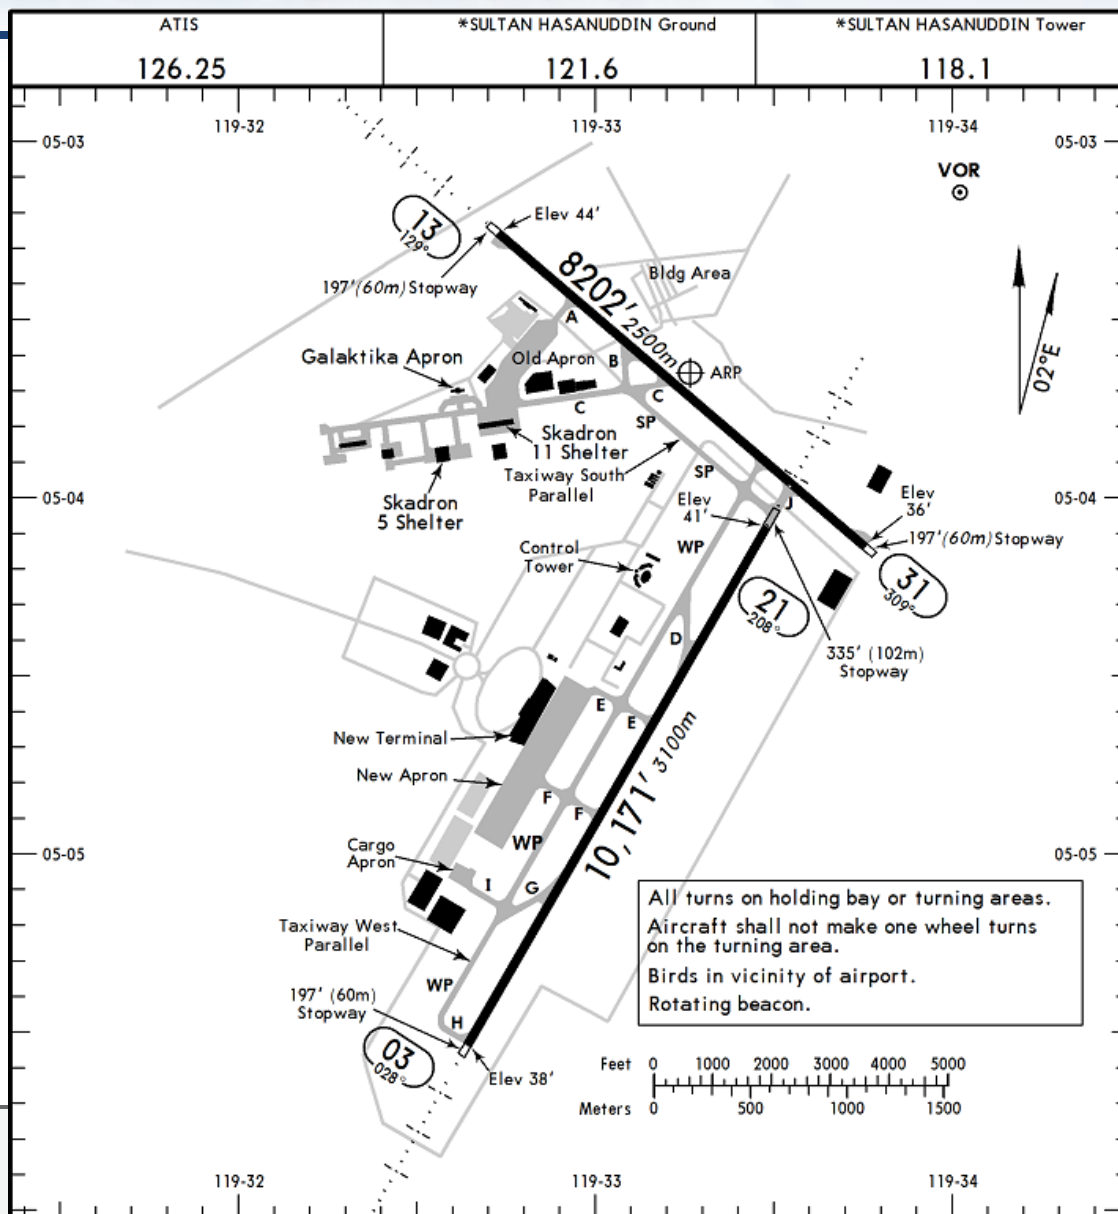 ATIS
126.25
*SULTAN HASANUDDIN Ground
121.6
*SULTAN HASANUDDIN Tower
118.1
119-32
119-33
119-34
05-03
05-03
VOR
13
129°
Elev 44'
197'(60m) Stopway
8202'
2500m
Bldg Area
A
Galaktika Apron
Old Apron
B
ARP
02°E
C
C
SP
Skadron
11 Shelter
Taxiway South
Parallel
SP
Skadron
5 Shelter
05-04
05-04
Elev
41'
J
Elev
36'
197'(60m) Stopway
31
309°
Control
Tower
WP
21
208°
D
335' (102m)
Stopway
E
E
New Terminal
New Apron
10,171'
3100m
F
F
WP
Cargo
Apron
05-05
05-05
I
G
Taxiway West
Parallel
WP
197' (60m)
Stopway
H
03
028°
Elev 38'
All turns on holding bay or turning areas.
Aircraft shall not make one wheel turns
on the turning area.
Birds in vicinity of airport.
Rotating beacon.
Feet 0 1000 2000 3000 4000 5000
Meters 0 500 1000 1500
119-32
119-33
119-34